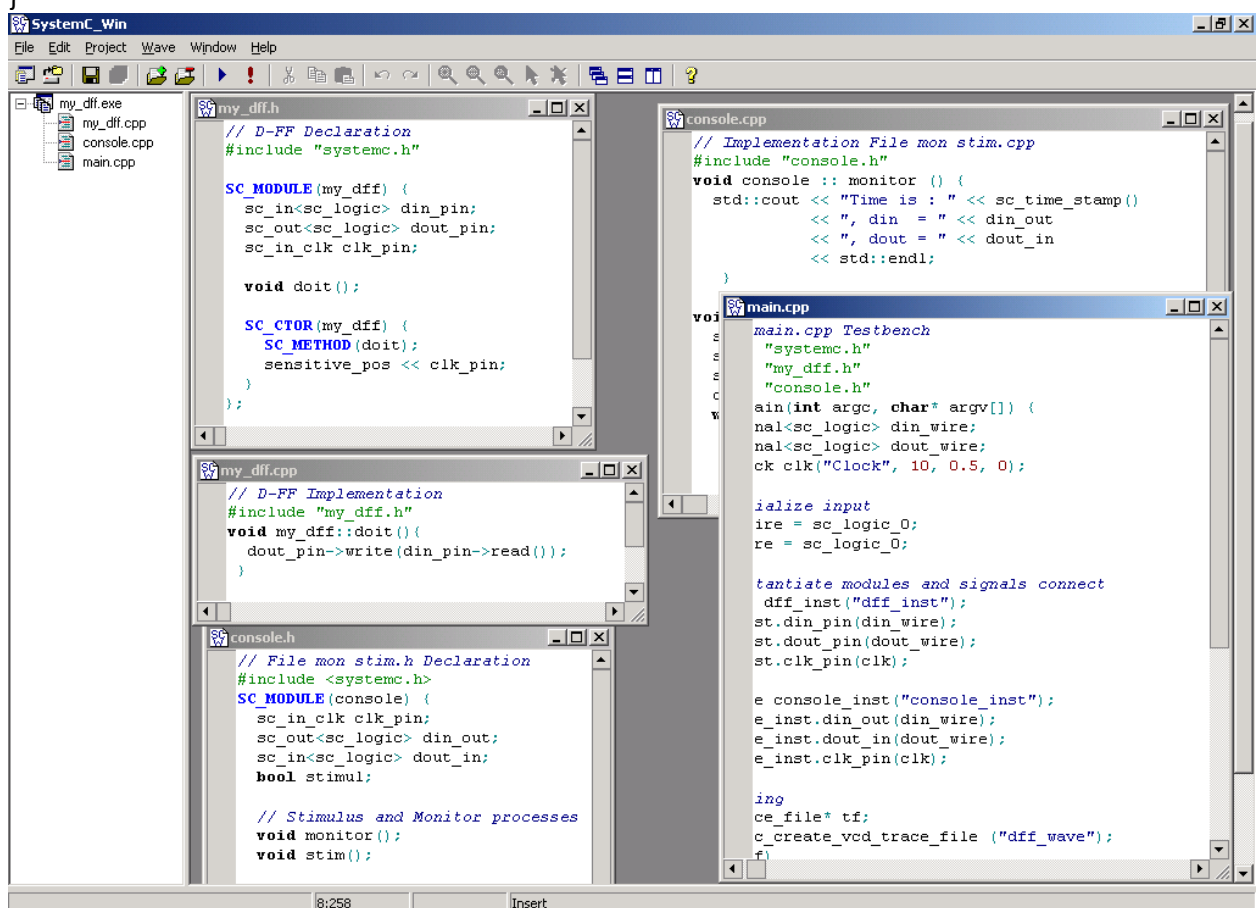 }
SystemC_Win
File Edit Project Wave Window Help
my_dff.exe
my_dff.cpp
console.cpp
main.cpp
my_dff.h
// D-FF Declaration
#include "systemc.h"
SC_MODULE(my_dff) {
sc_in<sc_logic> din_pin;
sc_out<sc_logic> dout_pin;
sc_in_clk clk_pin;
void doit();
SC_CTOR(my_dff) {
SC_METHOD(doit);
sensitive_pos << clk_pin;
}
};
my_dff.cpp
// D-FF Implementation
#include "my_dff.h"
void my_dff::doit(){
dout_pin->write(din_pin->read());
}
console.h
// File mon stim.h Declaration
#include <systemc.h>
SC_MODULE(console) {
sc_in_clk clk_pin;
sc_out<sc_logic> din_out;
sc_in<sc_logic> dout_in;
bool stimul;
// Stimulus and Monitor processes
void monitor();
void stim();
console.cpp
// Implementation File mon stim.cpp
#include "console.h"
void console :: monitor () {
std::cout << "Time is : " << sc_time_stamp()
<< ", din  = " << din_out
<< ", dout = " << dout_in
<< std::endl;
}
voi
main.cpp
main.cpp Testbench
"systemc.h"
"my_dff.h"
"console.h"
ain(int argc, char* argv[]) {
nal<sc_logic> din_wire;
nal<sc_logic> dout_wire;
ck clk("Clock", 10, 0.5, 0);
ialize input
ire = sc_logic_0;
re = sc_logic_0;
tantiate modules and signals connect
dff_inst("dff_inst");
st.din_pin(din_wire);
st.dout_pin(dout_wire);
st.clk_pin(clk);
e console_inst("console_inst");
e_inst.din_out(din_wire);
e_inst.dout_in(dout_wire);
e_inst.clk_pin(clk);
ing
ce_file* tf;
c_create_vcd_trace_file ("dff_wave");
f)
8:258 Insert